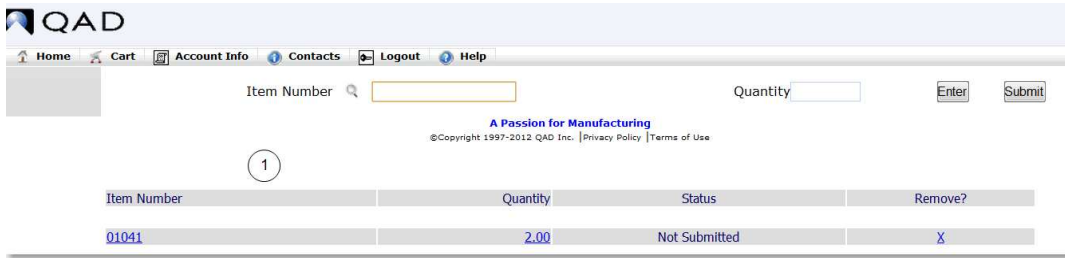 QAD
Home Cart Account Info Contacts Logout Help
Item Number Quantity Enter Submit
A Passion for Manufacturing
©Copyright 1997-2012 QAD Inc. |Privacy Policy |Terms of Use
1
Item Number Quantity Status Remove?
01041 2.00 Not Submitted X